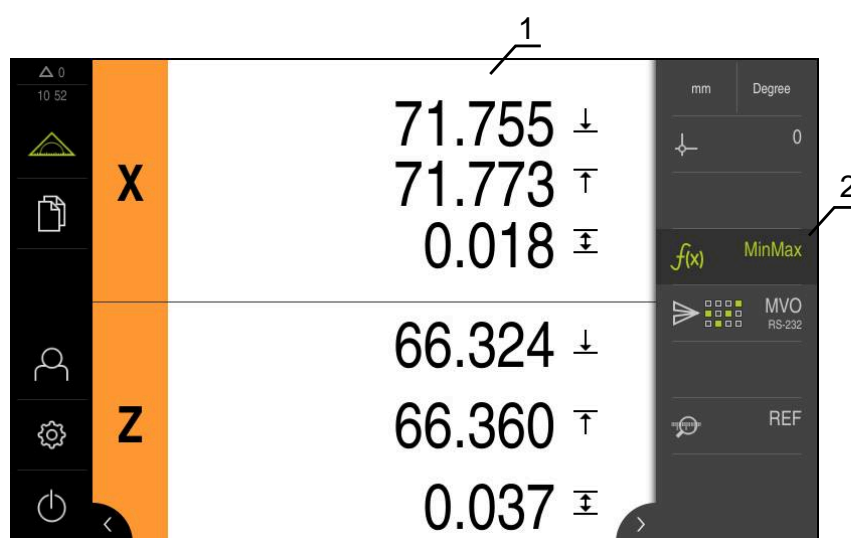 1
△ 0
10 52
X
71.755
71.773
0.018
Z
66.324
66.360
0.037
mm Degree
0
2
f(x) MinMax
MVO
RS-232
REF